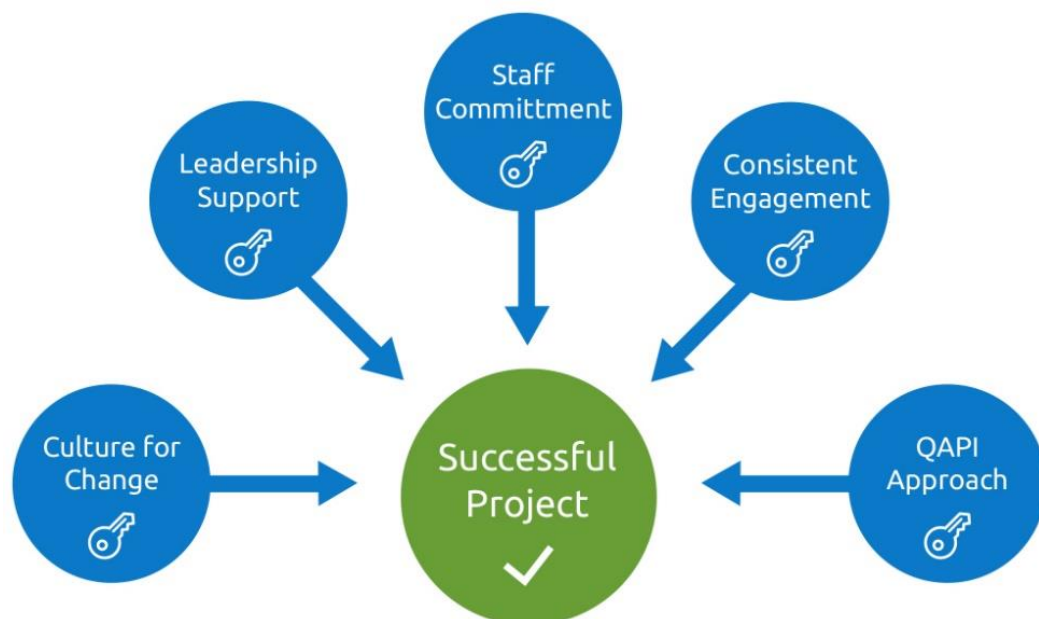 Staff
Committment
Leadership
Support
Consistent
Engagement
Culture for
Change
Successful
Project
QAPI
Approach